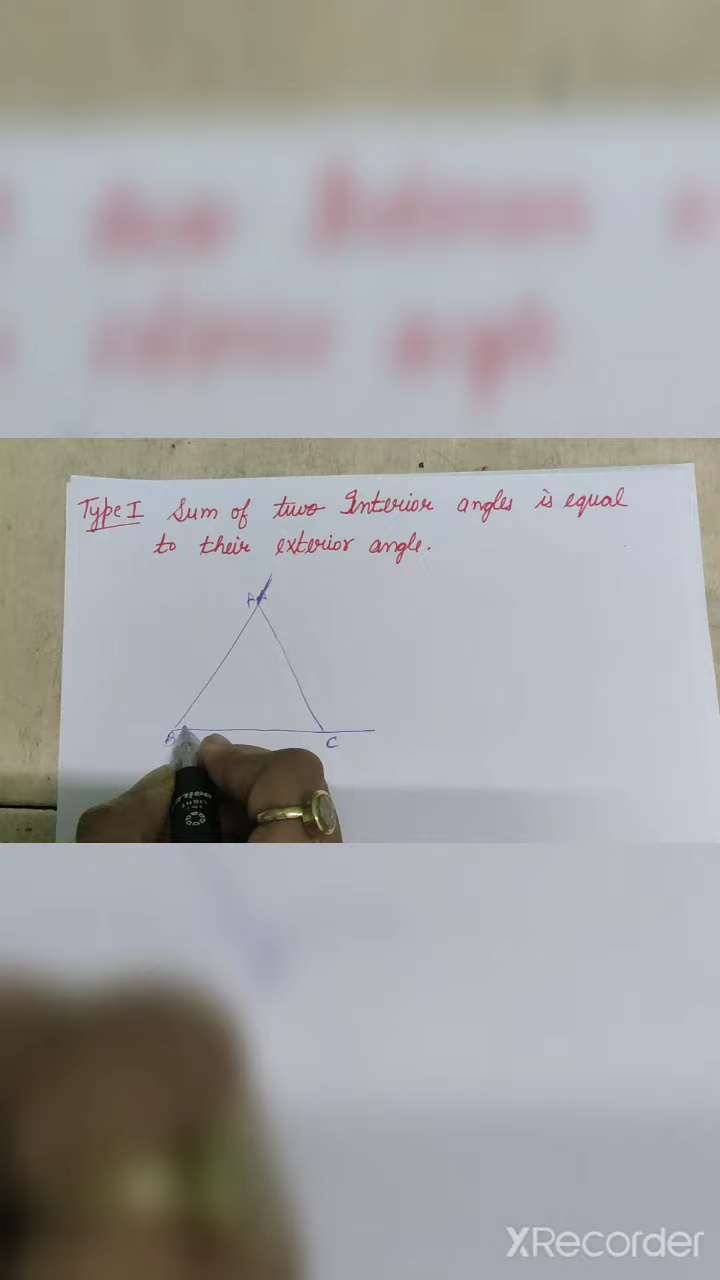 Type I Sum of two Interior angles is equal
to their exterior angle.
A
B
C
XRecorder